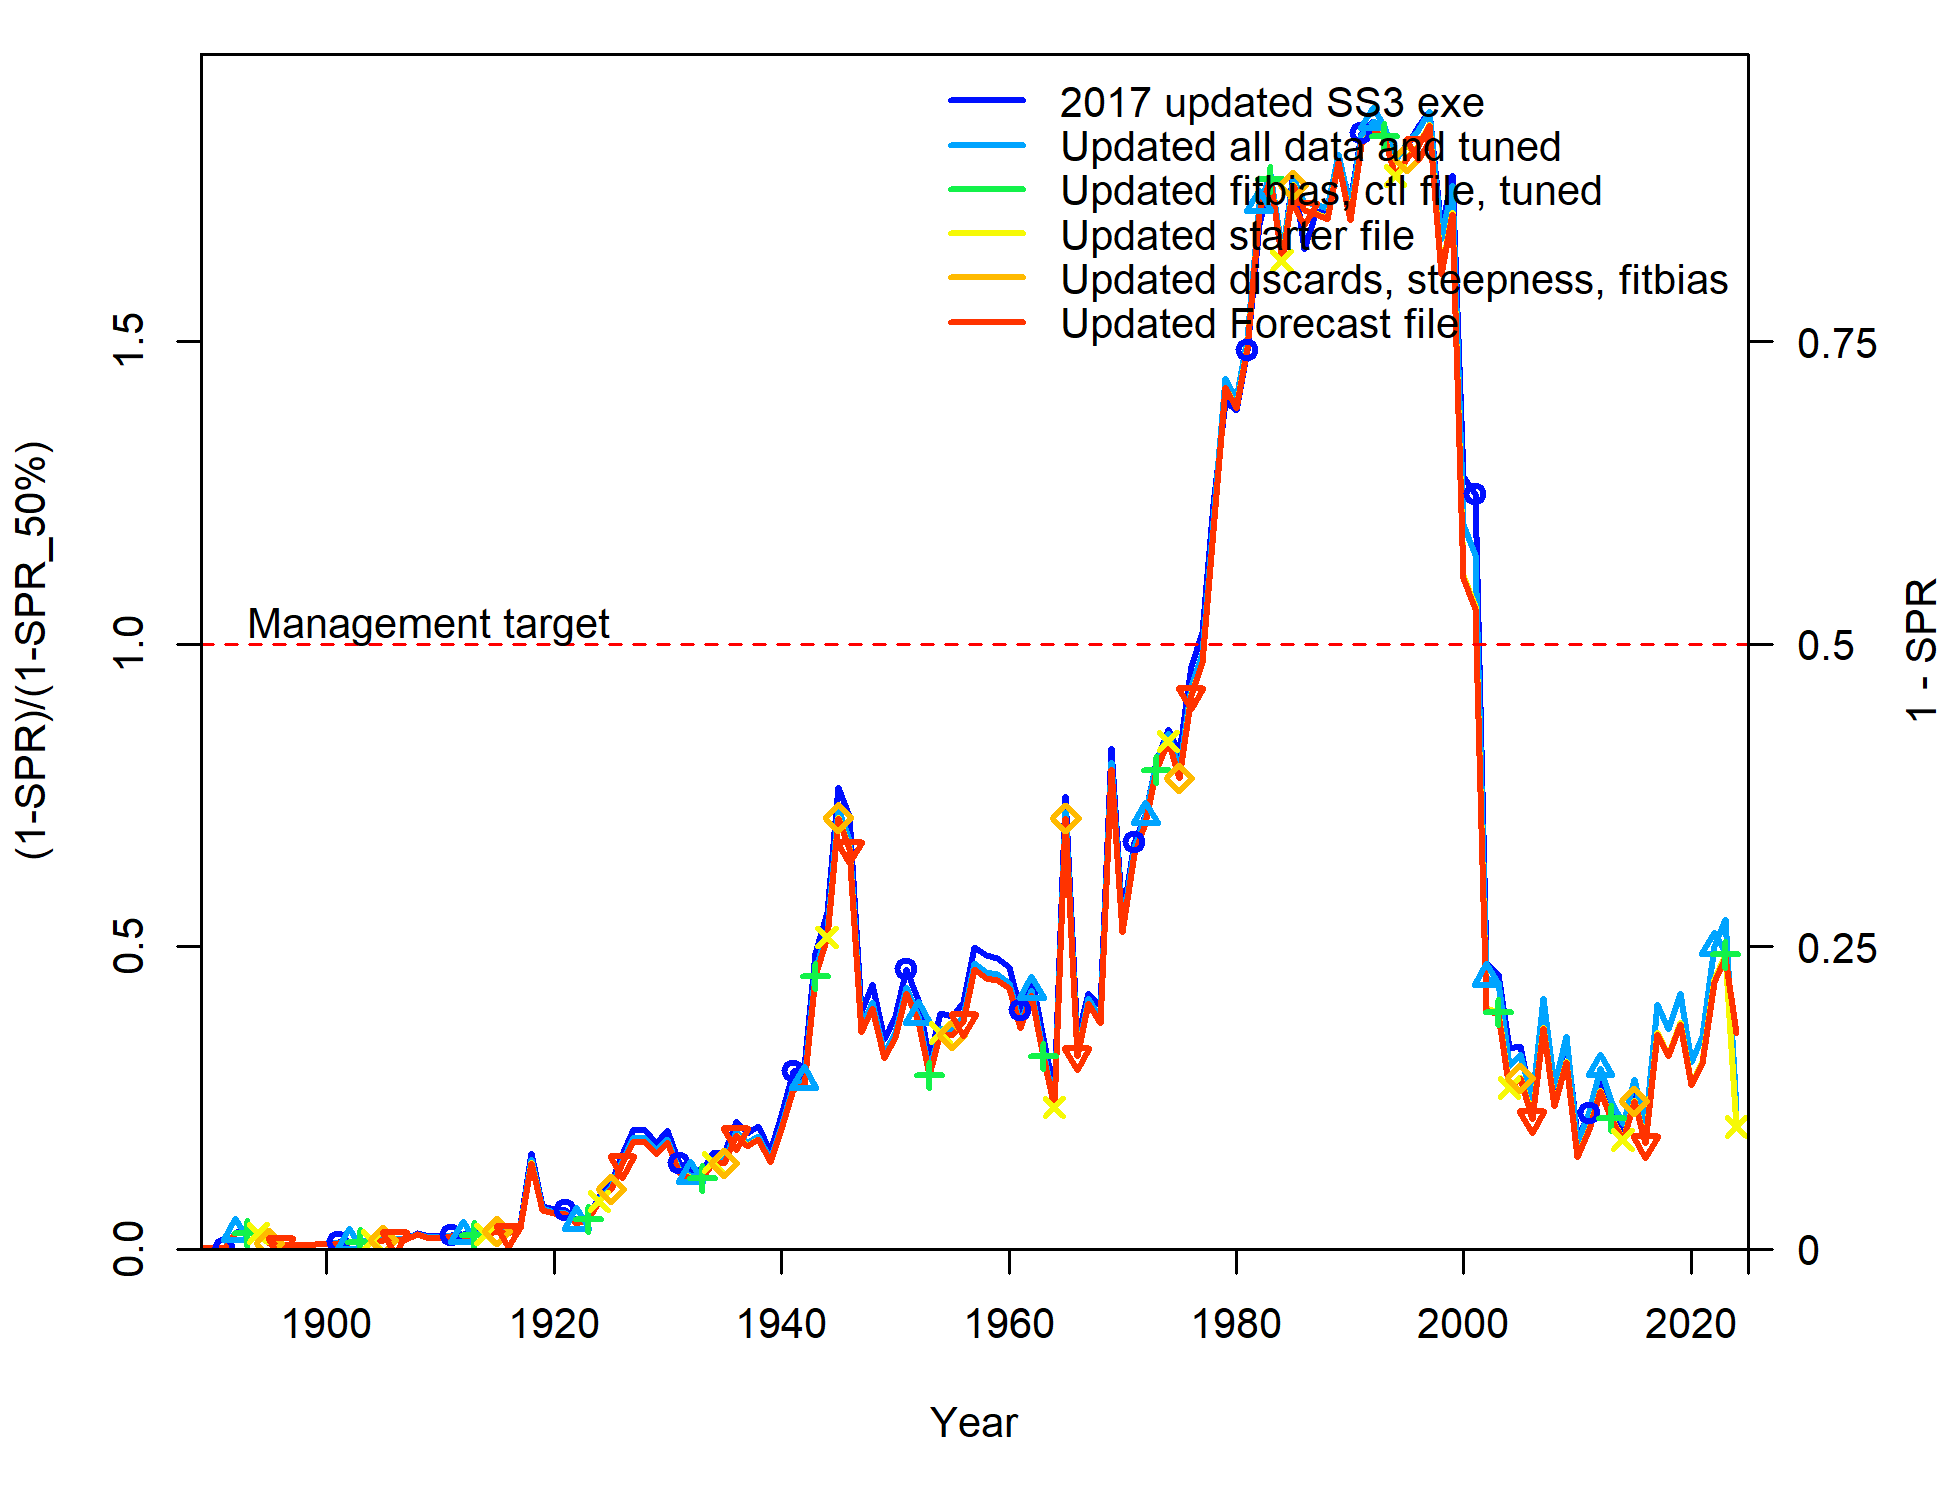 2017 updated SS3 exe
Updated all data and tuned
Updated fitbias, ctl file, tuned
Updated starter file
Updated discards, steepness, fitbias
Updated Forecast file
Management target
(1-SPR)/(1-SPR_50%)
0.0
0.5
1.0
1.5
1 - SPR
0
0.25
0.5
0.75
1900
1920
1940
1960
1980
2000
2020
Year